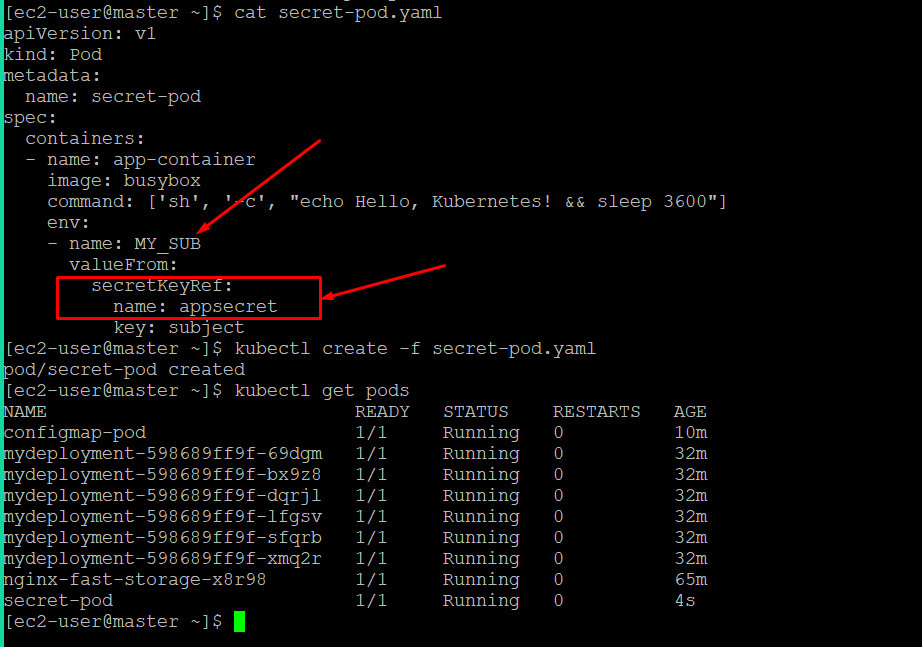 [ec2-user@master ~]$ cat secret-pod.yaml
apiVersion: v1
kind: Pod
metadata:
  name: secret-pod
spec:
  containers:
  - name: app-container
    image: busybox
    command: ['sh', '-c', "echo Hello, Kubernetes! && sleep 3600"]
    env:
    - name: MY_SUB
      valueFrom:
        secretKeyRef:
          name: appsecret
          key: subject
[ec2-user@master ~]$ kubectl create -f secret-pod.yaml
pod/secret-pod created
[ec2-user@master ~]$ kubectl get pods
NAME                            READY   STATUS    RESTARTS   AGE
configmap-pod                   1/1     Running   0          10m
mydeployment-598689ff9f-69dgm   1/1     Running   0          32m
mydeployment-598689ff9f-bx9z8   1/1     Running   0          32m
mydeployment-598689ff9f-dqrjl   1/1     Running   0          32m
mydeployment-598689ff9f-lfgsv   1/1     Running   0          32m
mydeployment-598689ff9f-sfqrb   1/1     Running   0          32m
mydeployment-598689ff9f-xmq2r   1/1     Running   0          32m
nginx-fast-storage-x8r98        1/1     Running   0          65m
secret-pod                      1/1     Running   0          4s
[ec2-user@master ~]$